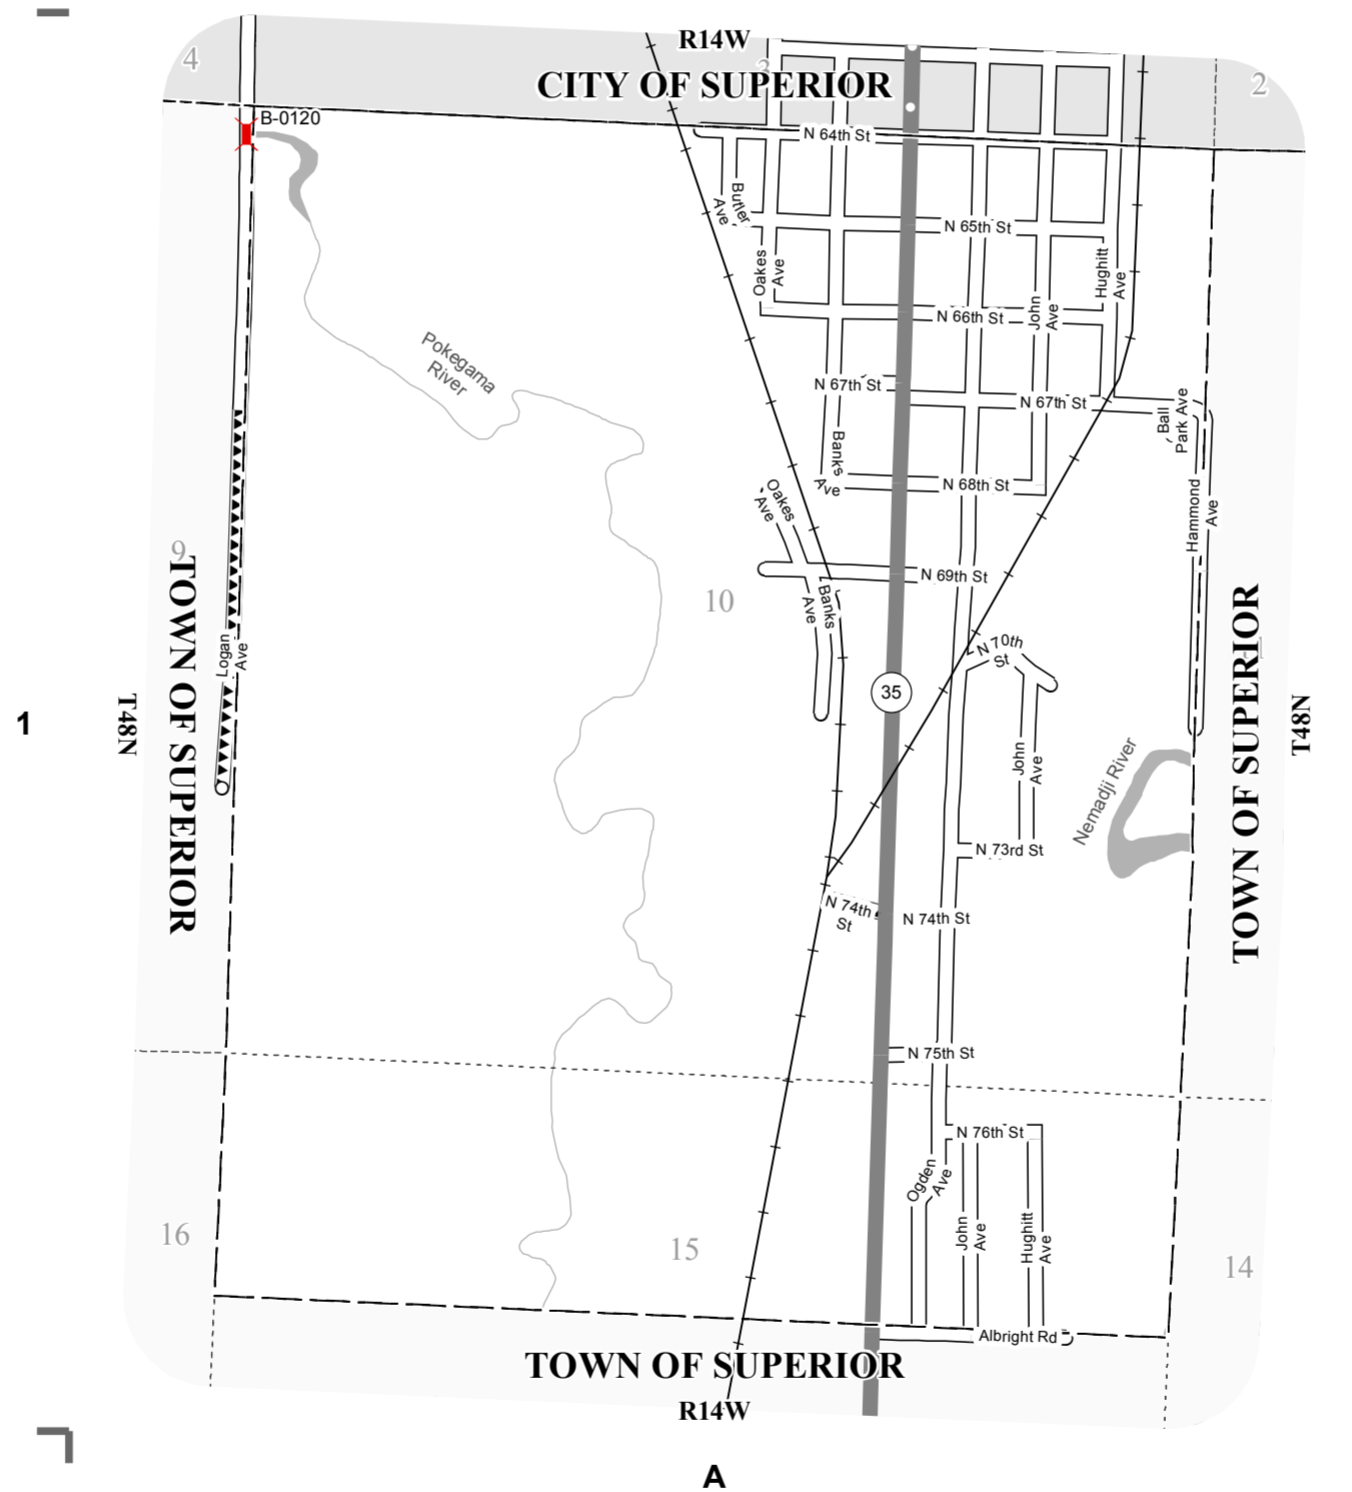 R14W
4
3
CITY OF SUPERIOR
2
B-0120
N 64th St
Butler
Ave
N 65th St
Oakes
Ave
Hughitt
Ave
N 66th St
John
Ave
Pokegama
River
N 67th St
N 67th St
Ball
Park Ave
Banks
Ave
N 68th St
Oakes
Ave
Hammond
Ave
9
TOWN OF SUPERIOR
N 69th St
10
Banks
Ave
Logan
Ave
N 70th
St
TOWN OF SUPERIOR
35
1
T48N
T48N
John
Ave
Nemadji River
N 73rd St
N 74th
St
N 74th St
N 75th St
N 76th St
Ogden
Ave
16
15
John
Ave
Hughitt
Ave
14
Albright Rd
TOWN OF SUPERIOR
R14W
A